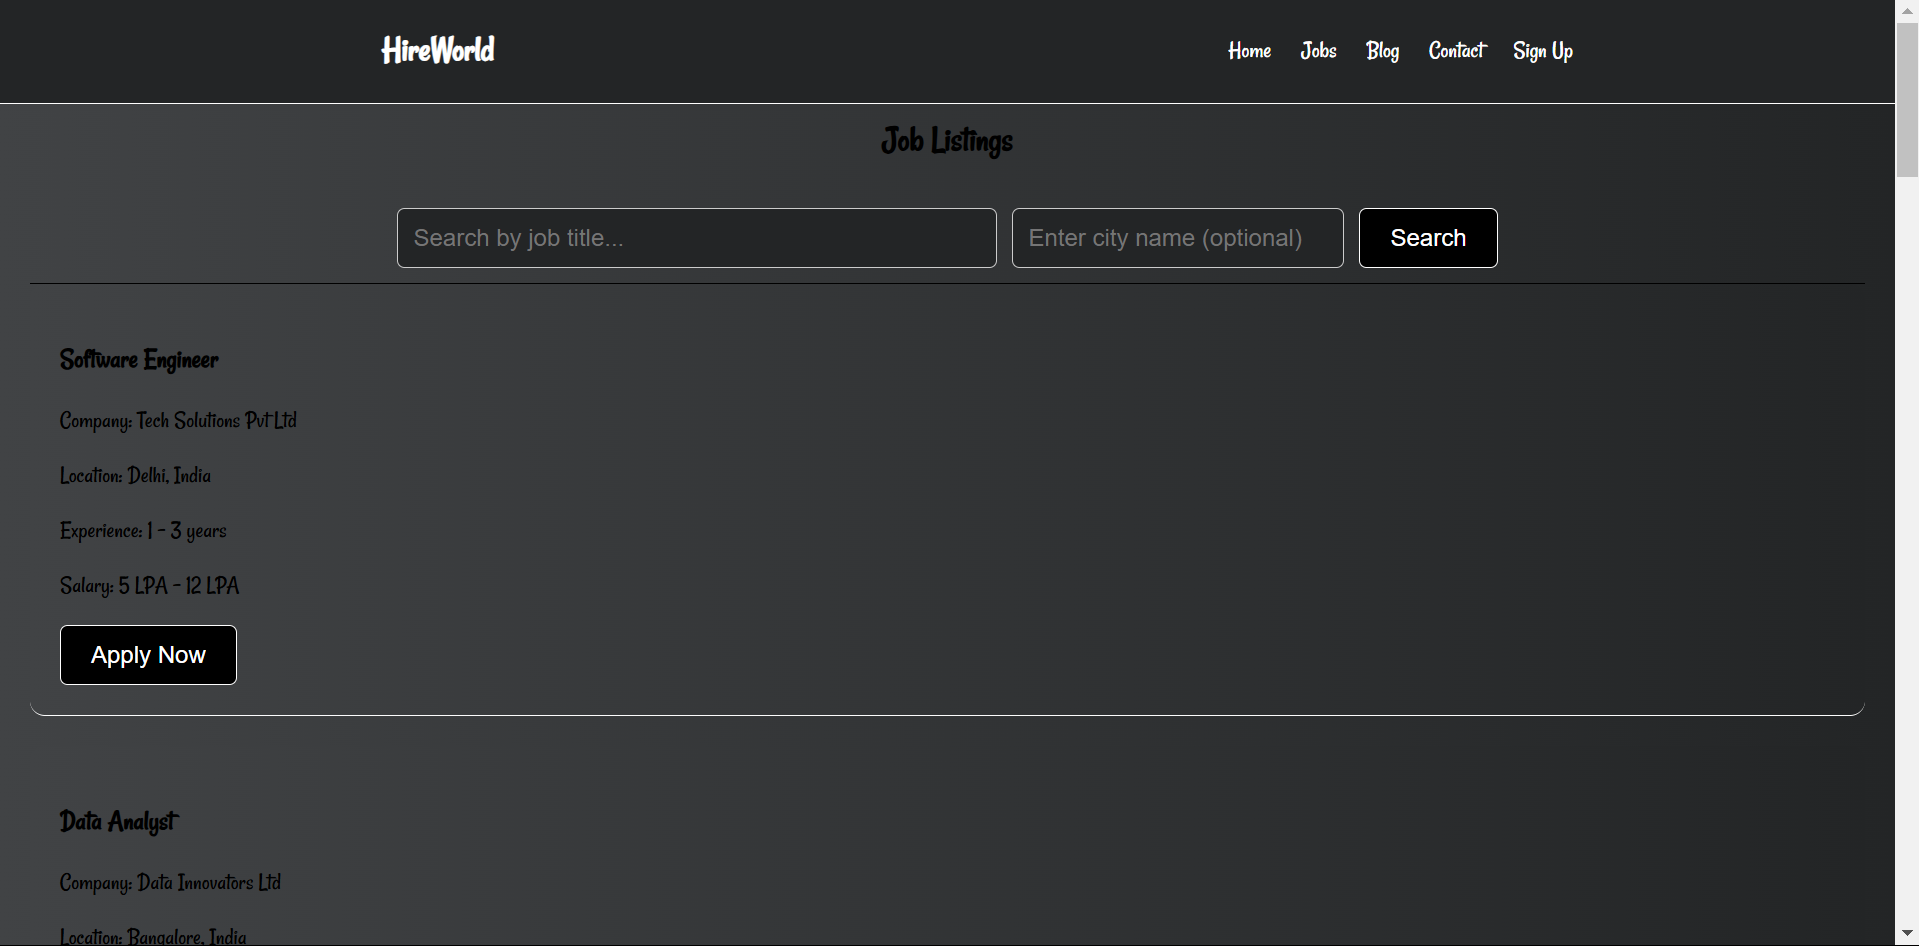 HireWorld
Home Jobs Blog Contact Sign Up
Job Listings
Search by job title...
Enter city name (optional)
Search
Software Engineer
Company: Tech Solutions Pvt Ltd
Location: Delhi, India
Experience: 1 - 3 years
Salary: 5 LPA - 12 LPA
Apply Now
Data Analyst
Company: Data Innovators Ltd
Location: Bangalore, India